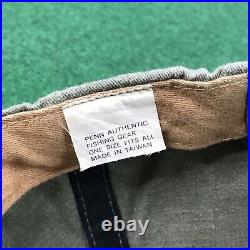 PENN AUTHENTIC
FISHING GEAR
ONE SIZE FITS ALL
MADE IN TAIWAN